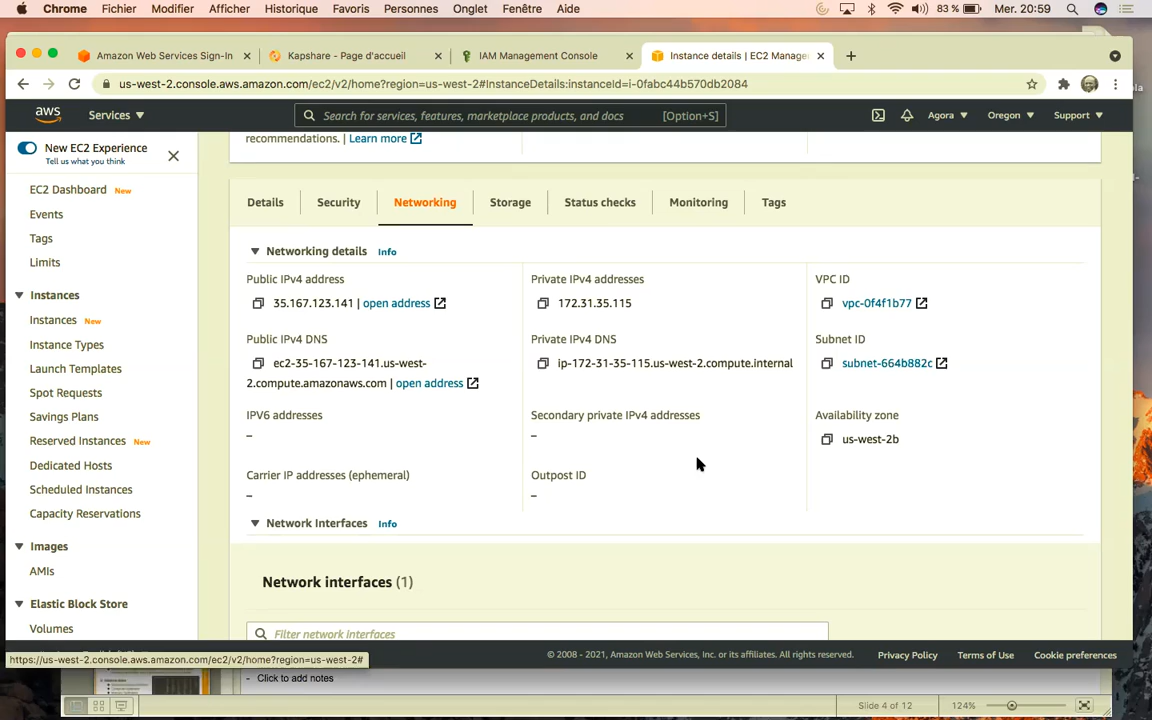 Chrome Fichier Modifier Afficher Historique Favoris Personnes Onglet Fenêtre Aide 83 % Mer. 20:59
Amazon Web Services Sign-In Kapshare - Page d'accueil IAM Management Console Instance details | EC2 Manage
us-west-2.console.aws.amazon.com/ec2/v2/home?region=us-west-2#InstanceDetails:instanceId=i-0fabc44b570db2084
aws Services Search for services, features, marketplace products, and docs [Option+S] Agora Oregon Support
New EC2 Experience
Tell us what you think
EC2 Dashboard New
Events
Tags
Limits
Instances
Instances New
Instance Types
Launch Templates
Spot Requests
Savings Plans
Reserved Instances New
Dedicated Hosts
Scheduled Instances
Capacity Reservations
Images
AMIs
Elastic Block Store
Volumes
recommendations. | Learn more
Details Security Networking Storage Status checks Monitoring Tags
Networking details Info
Public IPv4 address
35.167.123.141 | open address
Public IPv4 DNS
ec2-35-167-123-141.us-west-
2.compute.amazonaws.com | open address
IPV6 addresses
–
Carrier IP addresses (ephemeral)
–
Private IPv4 addresses
172.31.35.115
Private IPv4 DNS
ip-172-31-35-115.us-west-2.compute.internal
Secondary private IPv4 addresses
–
Outpost ID
–
VPC ID
vpc-0f4f1b77
Subnet ID
subnet-664b882c
Availability zone
us-west-2b
Network Interfaces Info
Network interfaces (1)
Filter network interfaces
© 2008 - 2021, Amazon Web Services, Inc. or its affiliates. All rights reserved. Privacy Policy Terms of Use Cookie preferences
https://us-west-2.console.aws.amazon.com/ec2/v2/home?region=us-west-2#
- Click to add notes
Slide 4 of 12 124%